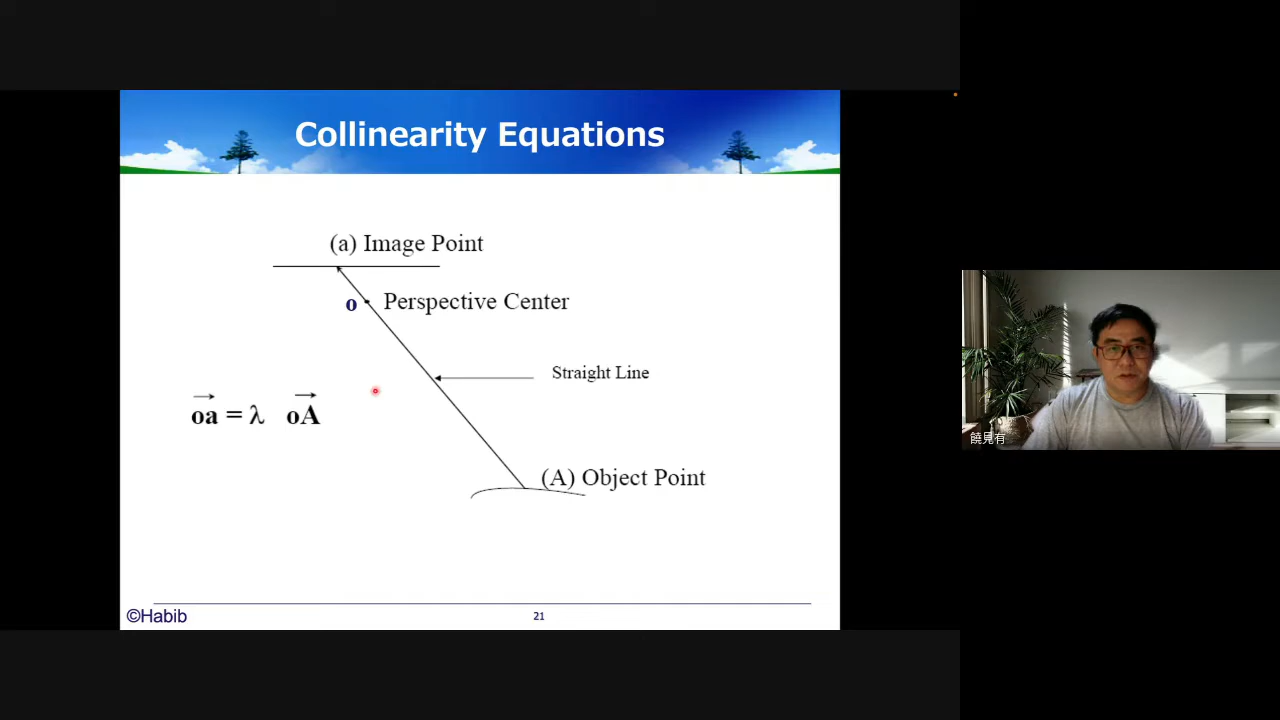 Collinearity Equations
(a) Image Point
o
Perspective Center
Straight Line
oa = λ oA
(A) Object Point
©Habib
21
饒見有